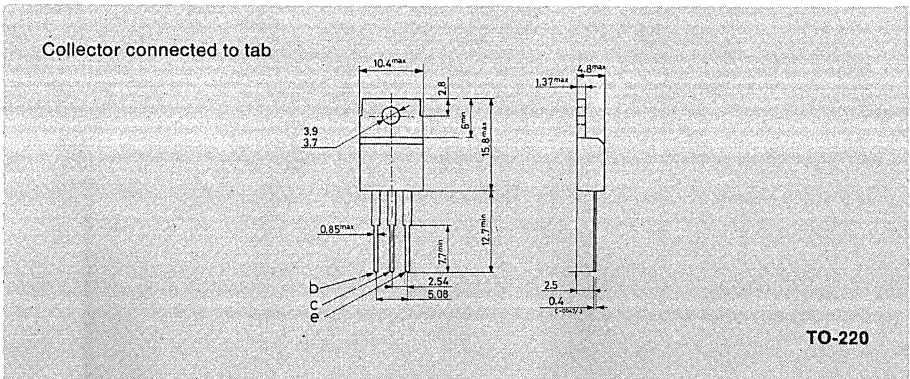 Collector connected to tab
10.4max
2.8
3.9
3.7
6min
15.8max
0.85max
7.7min
12.7min
b
c
e
2.54
5.08
4.8max
1.37max
2.5
0.4
TO-220